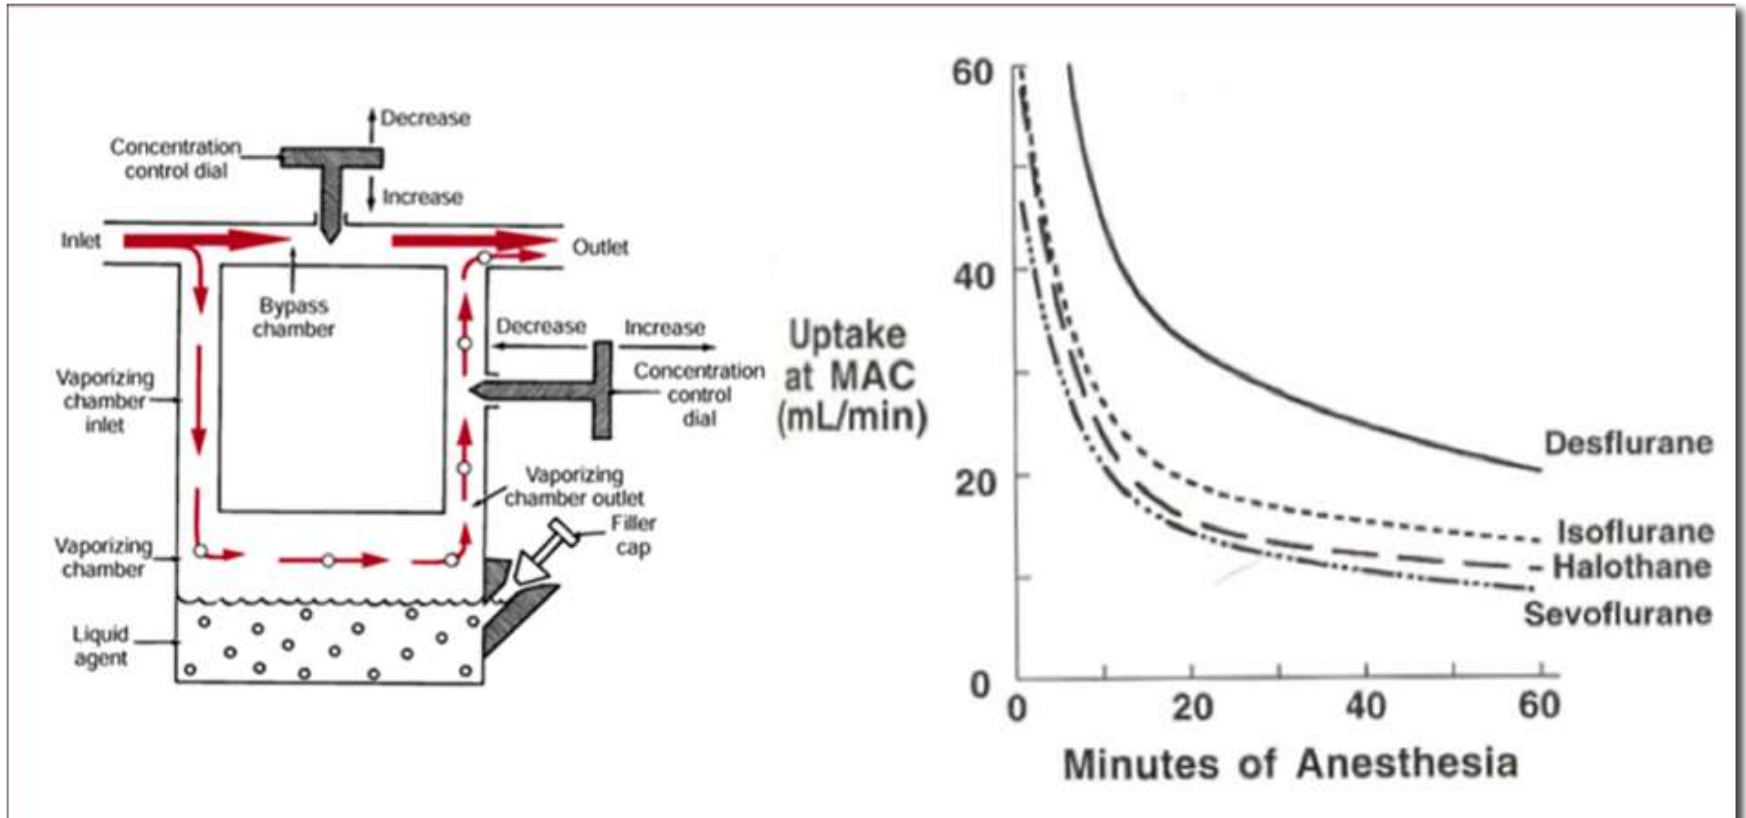 Decrease
Concentration
control dial
Increase
Inlet
Outlet
Bypass
chamber
Decrease
Increase
Concentration
control
dial
Vaporizing
chamber
inlet
Vaporizing
chamber outlet
Filler
cap
Vaporizing
chamber
Liquid
agent
60
40
20
0
Uptake
at MAC
(mL/min)
Desflurane
Isoflurane
Halothane
Sevoflurane
0
20
40
60
Minutes of Anesthesia